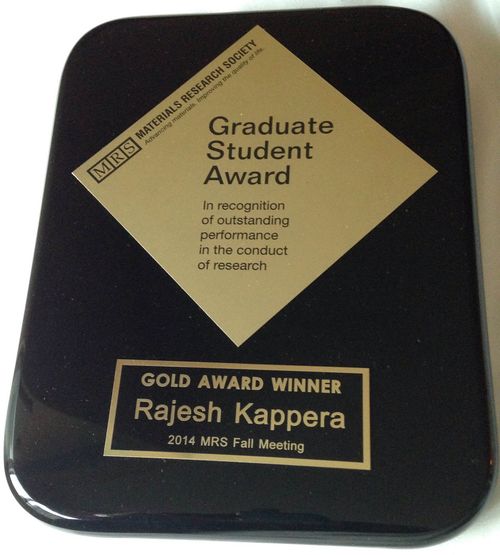 MRS MATERIALS RESEARCH SOCIETY
Advancing materials. Improving the quality of life.
Graduate
Student
Award
In recognition
of outstanding
performance
in the conduct
of research
GOLD AWARD WINNER
Rajesh Kappera
2014 MRS Fall Meeting